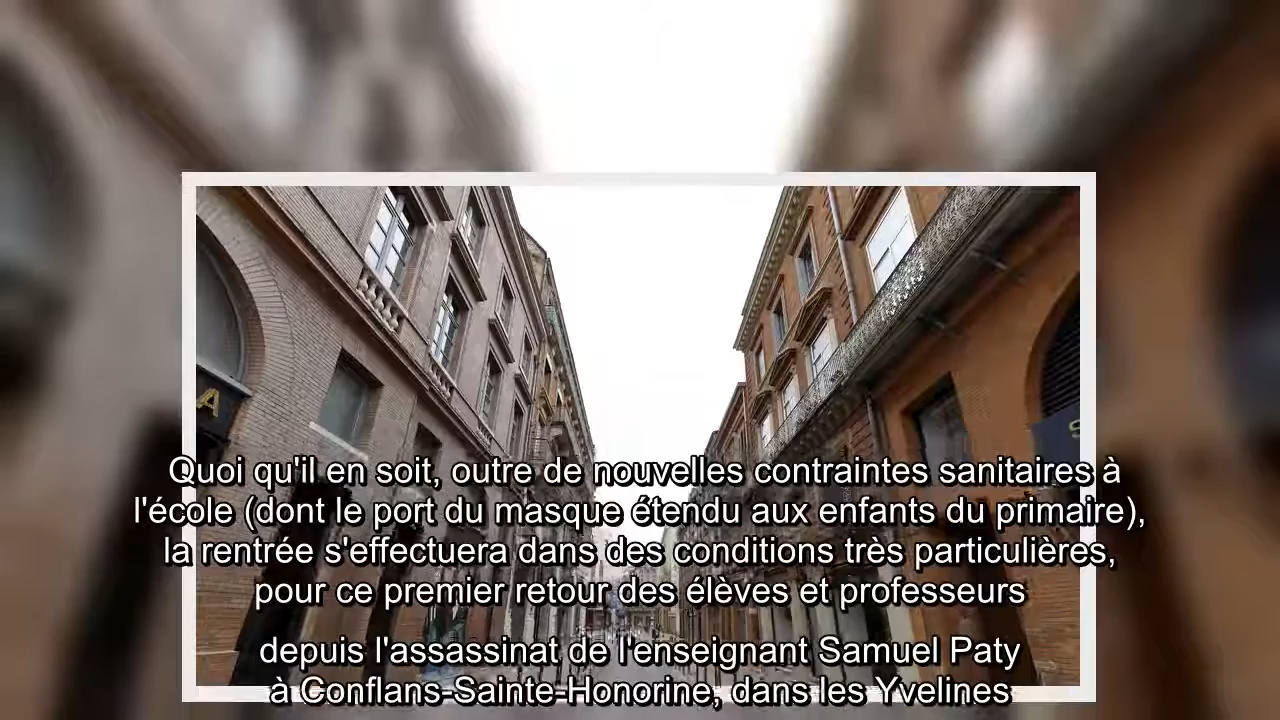 A
S
Quoi qu'il en soit, outre de nouvelles contraintes sanitaires à
l'école (dont le port du masque étendu aux enfants du primaire),
la rentrée s'effectuera dans des conditions très particulières,
pour ce premier retour des élèves et professeurs
depuis l'assassinat de l'enseignant Samuel Paty
à Conflans-Sainte-Honorine, dans les Yvelines